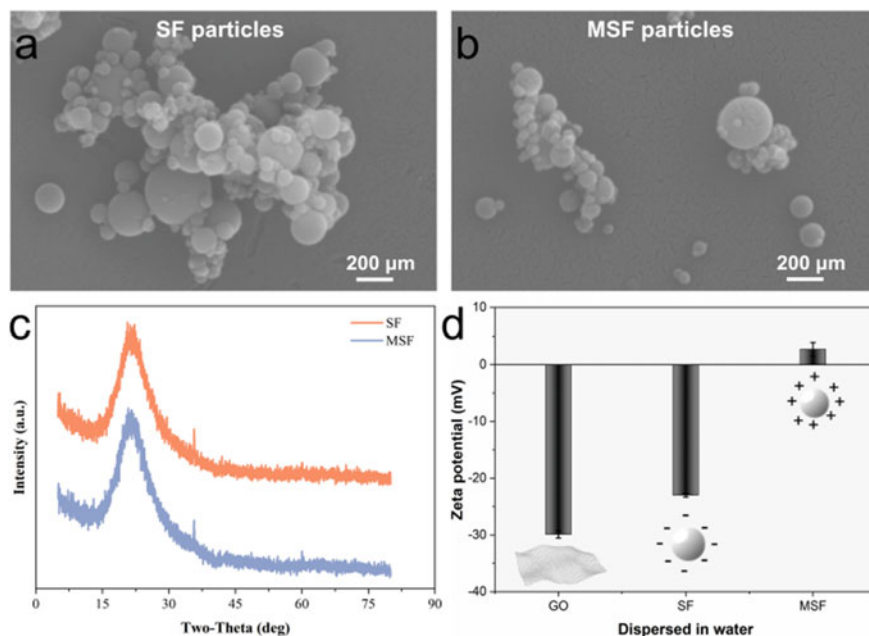 a
SF particles
200 µm
b
MSF particles
200 µm
c
SF
MSF
Intensity (a.u.)
0 15 30 45 60 75 90
Two-Theta (deg)
d
10
0
-10
-20
-30
-40
Zeta potential (mV)
GO SF MSF
Dispersed in water